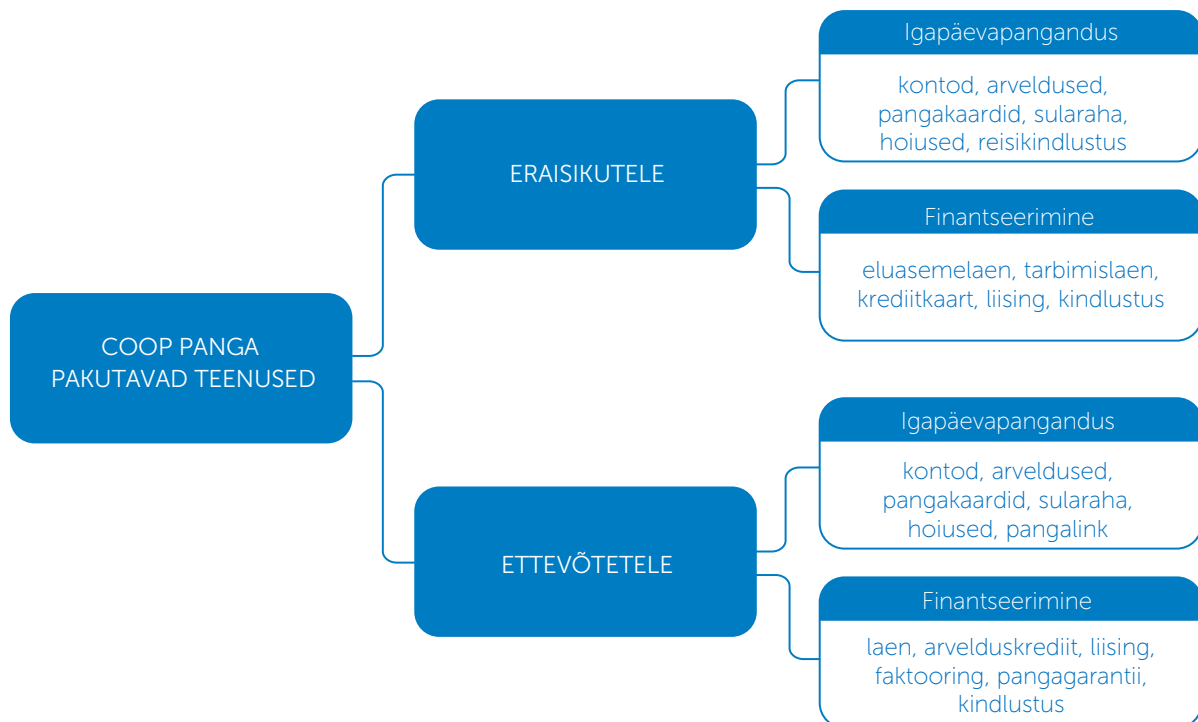 COOP PANGA
PAKUTAVAD TEENUSED
ERAISIKUTELE
Igapäevapangandus
kontod, arveldused,
pangakaardid, sularaha,
hoiused, reisikindlustus
Finantseerimine
eluasemelaen, tarbimislaen,
krediitkaart, liising, kindlustus
ETTEVÕTETELE
Igapäevapangandus
kontod, arveldused,
pangakaardid, sularaha,
hoiused, pangalink
Finantseerimine
laen, arvelduskrediit, liising,
faktooring, pangagarantii,
kindlustus